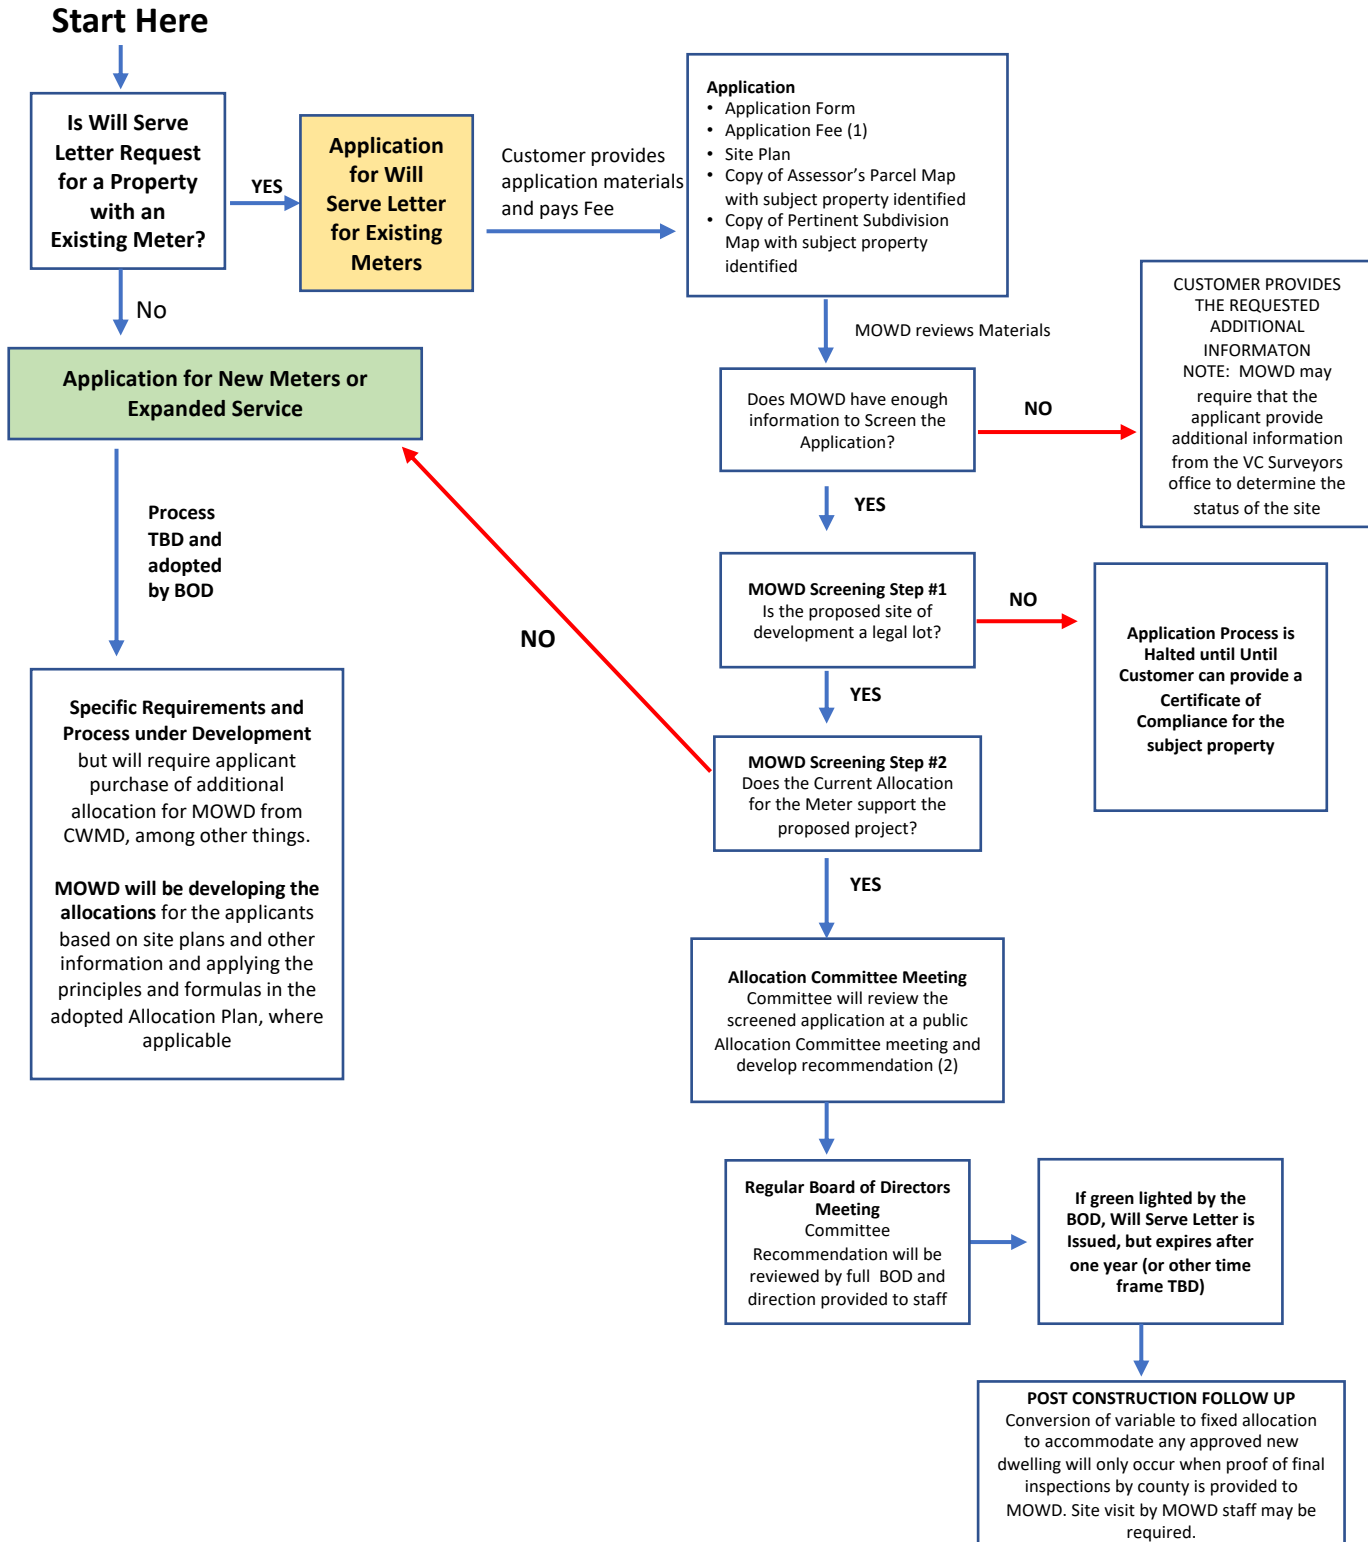 Start Here
Is Will Serve
Letter Request
for a Property
with an
Existing Meter?
YES
Application
for Will
Serve Letter
for Existing
Meters
Customer provides
application materials
and pays Fee
Application
• Application Form
• Application Fee (1)
• Site Plan
• Copy of Assessor’s Parcel Map
with subject property identified
• Copy of Pertinent Subdivision
Map with subject property
identified
No
MOWD reviews Materials
Application for New Meters or
Expanded Service
Does MOWD have enough
information to Screen the
Application?
NO
CUSTOMER PROVIDES
THE REQUESTED
ADDITIONAL
INFORMATON
NOTE: MOWD may
require that the
applicant provide
additional information
from the VC Surveyors
office to determine the
status of the site
YES
Process
TBD and
adopted
by BOD
MOWD Screening Step #1
Is the proposed site of
development a legal lot?
NO
Application Process is
Halted until Until
Customer can provide a
Certificate of
Compliance for the
subject property
YES
NO
Specific Requirements and
Process under Development
but will require applicant
purchase of additional
allocation for MOWD from
CWMD, among other things.
MOWD will be developing the
allocations for the applicants
based on site plans and other
information and applying the
principles and formulas in the
adopted Allocation Plan, where
applicable
MOWD Screening Step #2
Does the Current Allocation
for the Meter support the
proposed project?
YES
Allocation Committee Meeting
Committee will review the
screened application at a public
Allocation Committee meeting and
develop recommendation (2)
Regular Board of Directors
Meeting
Committee
Recommendation will be
reviewed by full BOD and
direction provided to staff
If green lighted by the
BOD, Will Serve Letter is
Issued, but expires after
one year (or other time
frame TBD)
POST CONSTRUCTION FOLLOW UP
Conversion of variable to fixed allocation
to accommodate any approved new
dwelling will only occur when proof of final
inspections by county is provided to
MOWD. Site visit by MOWD staff may be
required.